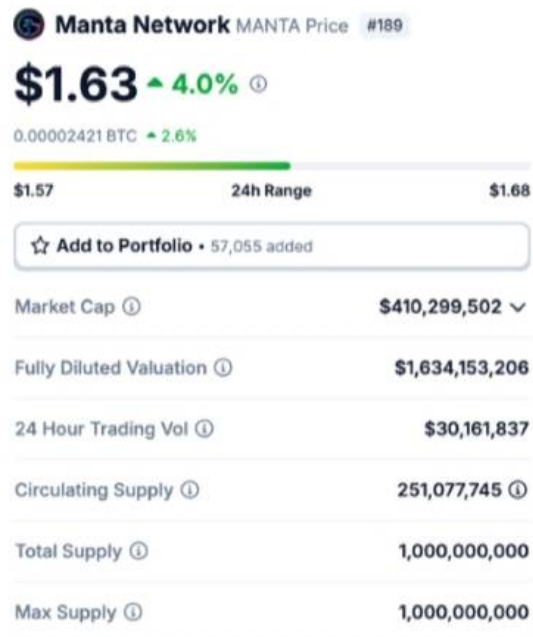 Manta Network MANTA Price #189
$1.63 4.0%
0.00002421 BTC 2.6%
$1.57 24h Range $1.68
Add to Portfolio • 57,055 added
Market Cap $410,299,502
Fully Diluted Valuation $1,634,153,206
24 Hour Trading Vol $30,161,837
Circulating Supply 251,077,745
Total Supply 1,000,000,000
Max Supply 1,000,000,000